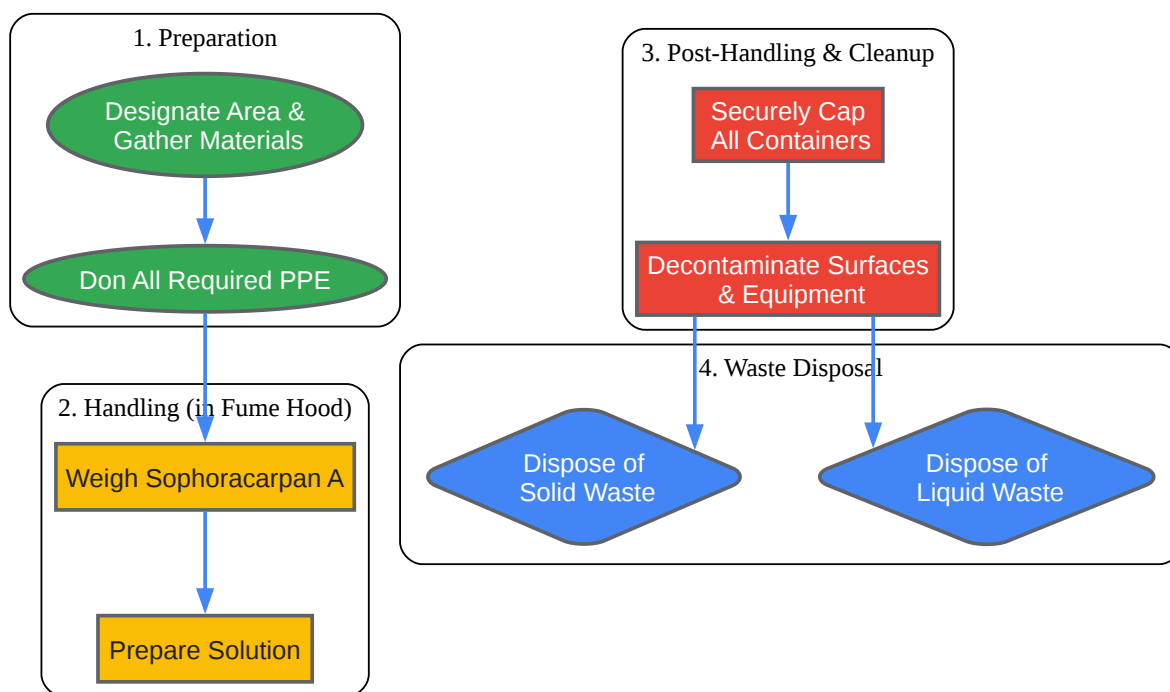 1. Preparation
Designate Area &
Gather Materials
Don All Required PPE
2. Handling (in Fume Hood)
Weigh Sophoracarpan A
Prepare Solution
3. Post-Handling & Cleanup
Securely Cap
All Containers
Decontaminate Surfaces
& Equipment
4. Waste Disposal
Dispose of
Solid Waste
Dispose of
Liquid Waste